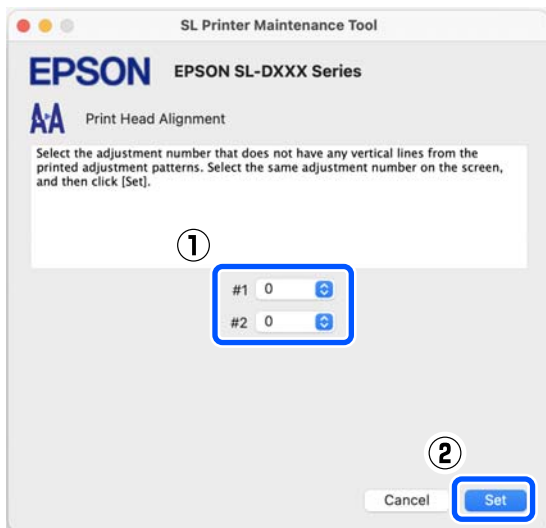 SL Printer Maintenance Tool
EPSON EPSON SL-DXXX Series
Print Head Alignment
Select the adjustment number that does not have any vertical lines from the
printed adjustment patterns. Select the same adjustment number on the screen,
and then click [Set].
①
#1 0
#2 0
②
Cancel Set